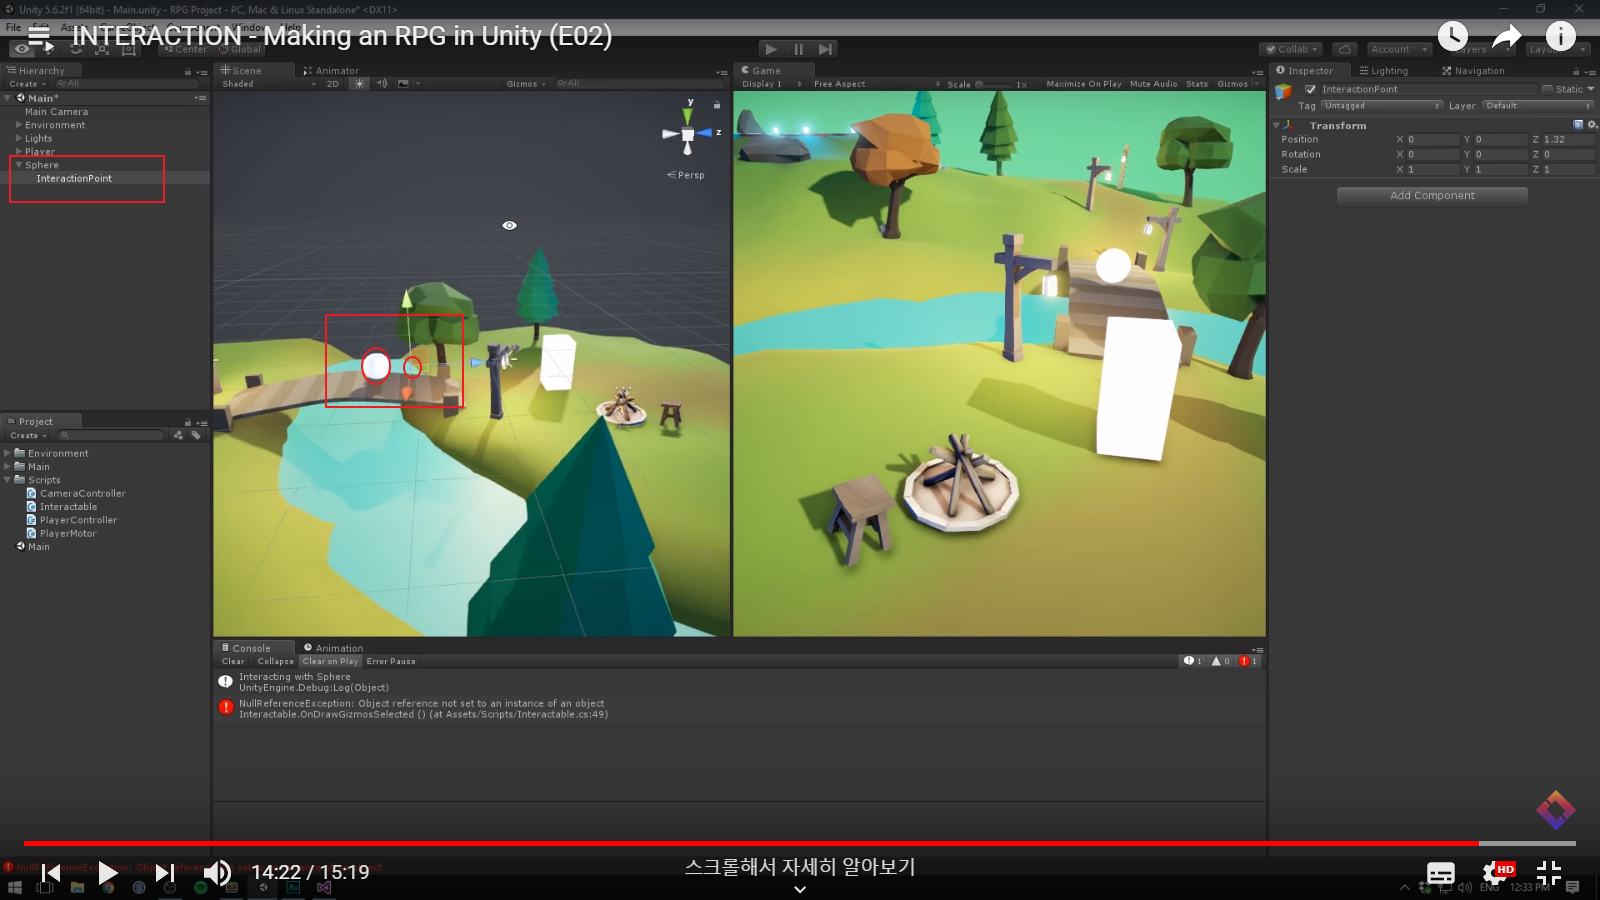 Unity 5.6.2f1 (64bit) - Main.unity - RPG Project - PC, Mac & Linux Standalone* <DX11>
File Edit Window
INTERACTION - Making an RPG in Unity (E02)
Center Global
Collab Account Layers
Hierarchy
Create All
Main*
Main Camera
Environment
Lights
Player
Sphere
InteractionPoint
Scene Animator
Shaded 2D Gizmos All
y
z
Persp
Game
Display 1 Free Aspect Scale 1x Maximize On Play Mute Audio Stats Gizmos
Inspector Lighting Navigation
InteractionPoint Static
Tag Untagged Layer Default
Transform
Position X 0 Y 0 Z 1.32
Rotation X 0 Y 0 Z 0
Scale X 1 Y 1 Z 1
Add Component
Project
Create
Environment
Main
Scripts
CameraController
Interactable
PlayerController
PlayerMotor
Main
Console Animation
Clear Collapse Clear on Play Error Pause 1 0 1
Interacting with Sphere
UnityEngine.Debug:Log(Object)
NullReferenceException: Object reference not set to an instance of an object
Interactable.OnDrawGizmosSelected () (at Assets/Scripts/Interactable.cs:49)
14:22 / 15:19
스크롤해서 자세히 알아보기
HD
ENG 12:33 PM